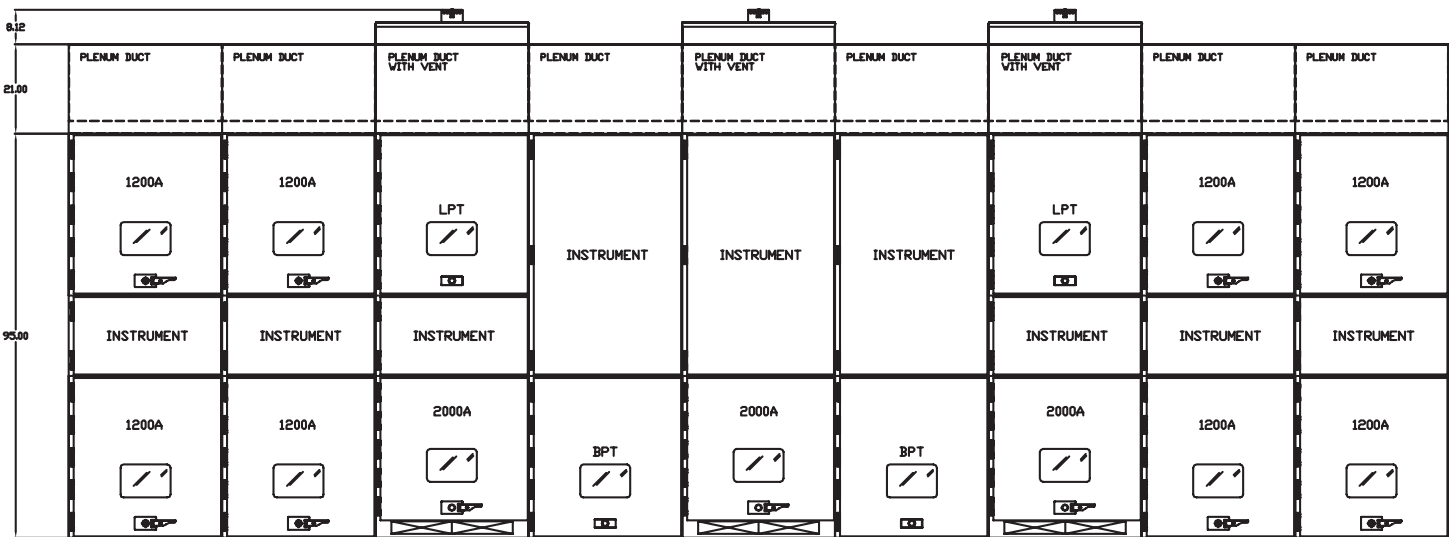 8.12
PLENUM DUCT
PLENUM DUCT
PLENUM DUCT
WITH VENT
PLENUM DUCT
PLENUM DUCT
WITH VENT
PLENUM DUCT
PLENUM DUCT
WITH VENT
PLENUM DUCT
PLENUM DUCT
21.00
1200A
1200A
LPT
INSTRUMENT
INSTRUMENT
INSTRUMENT
LPT
1200A
1200A
95.00
INSTRUMENT
INSTRUMENT
INSTRUMENT
INSTRUMENT
INSTRUMENT
INSTRUMENT
1200A
1200A
2000A
BPT
2000A
BPT
2000A
1200A
1200A